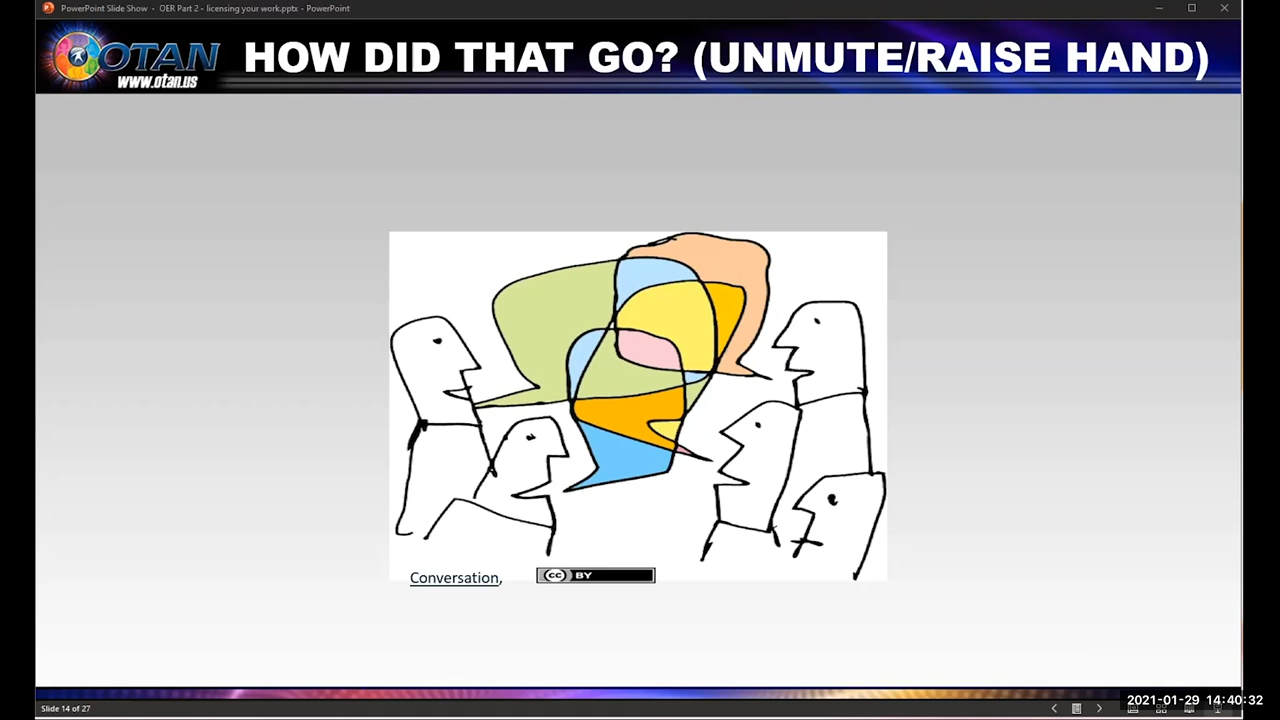 PowerPoint Slide Show - OER Part 2 - licensing your work.pptx - PowerPoint
OTAN
www.otan.us
HOW DID THAT GO? (UNMUTE/RAISE HAND)
Conversation,
cc BY
Slide 14 of 27
2021-01-29 14:40:32